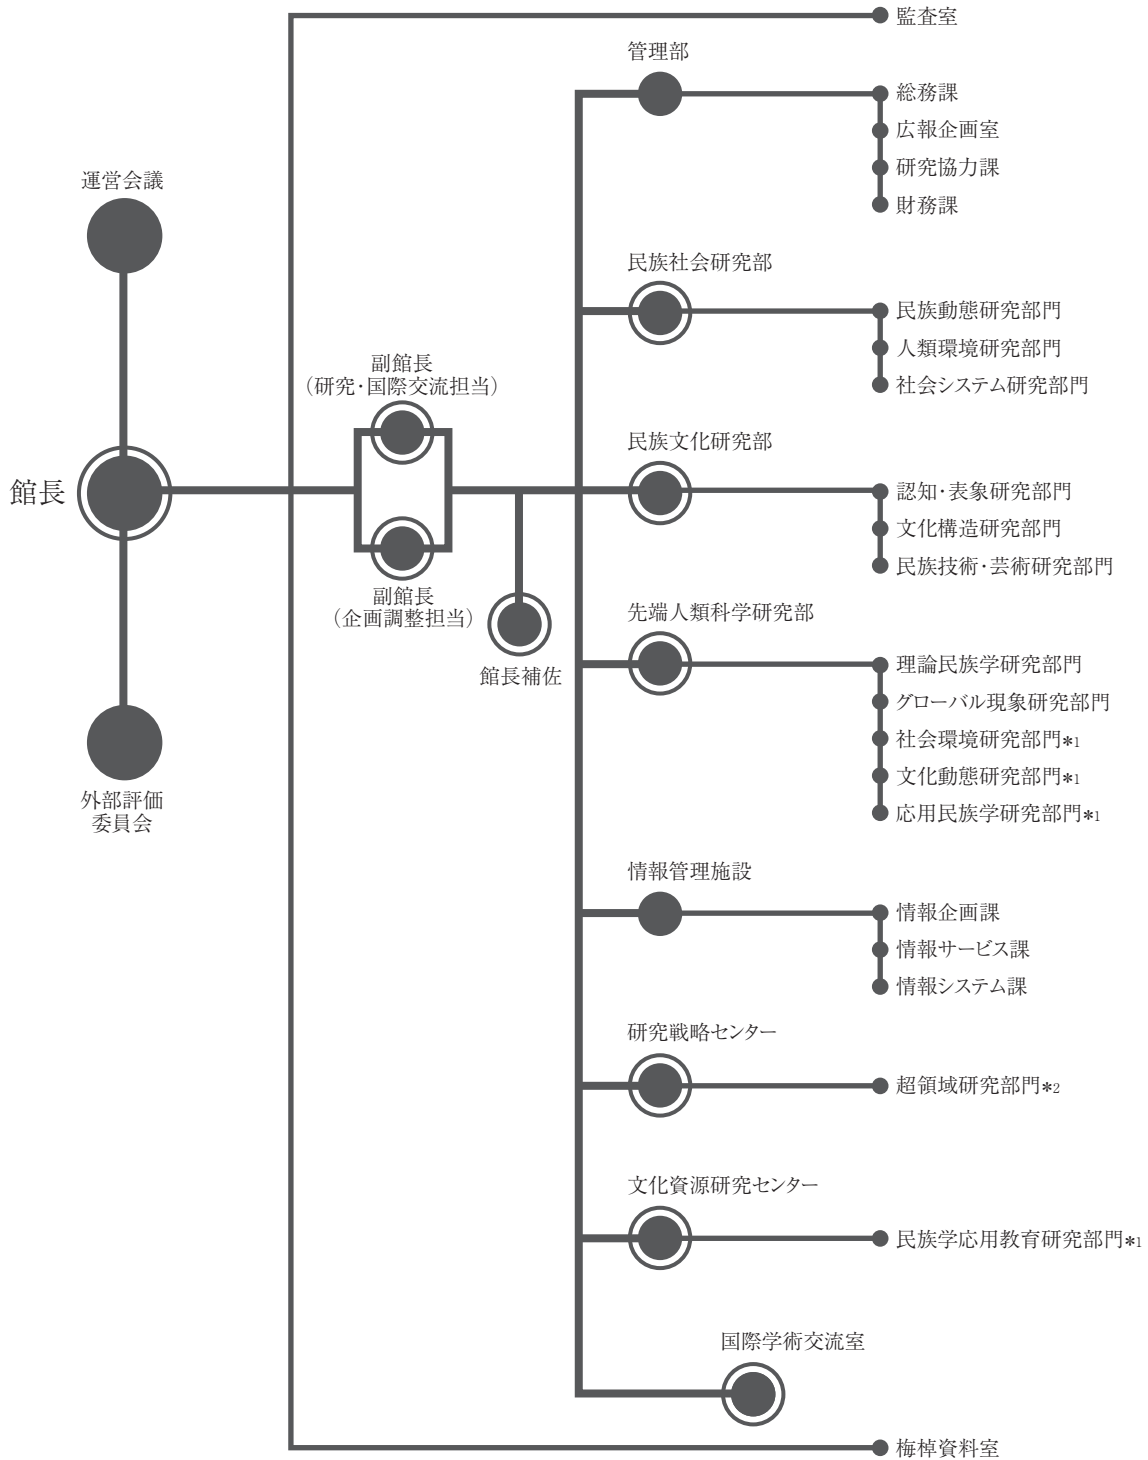 監査室
管理部
総務課
広報企画室
研究協力課
財務課
運営会議
民族社会研究部
民族動態研究部門
人類環境研究部門
社会システム研究部門
副館長
（研究・国際交流担当）
民族文化研究部
館長
認知・表象研究部門
文化構造研究部門
民族技術・芸術研究部門
副館長
（企画調整担当）
館長補佐
先端人類科学研究部
理論民族学研究部門
グローバル現象研究部門
社会環境研究部門*1
文化動態研究部門*1
応用民族学研究部門*1
外部評価
委員会
情報管理施設
情報企画課
情報サービス課
情報システム課
研究戦略センター
超領域研究部門*2
文化資源研究センター
民族学応用教育研究部門*1
国際学術交流室
梅棹資料室